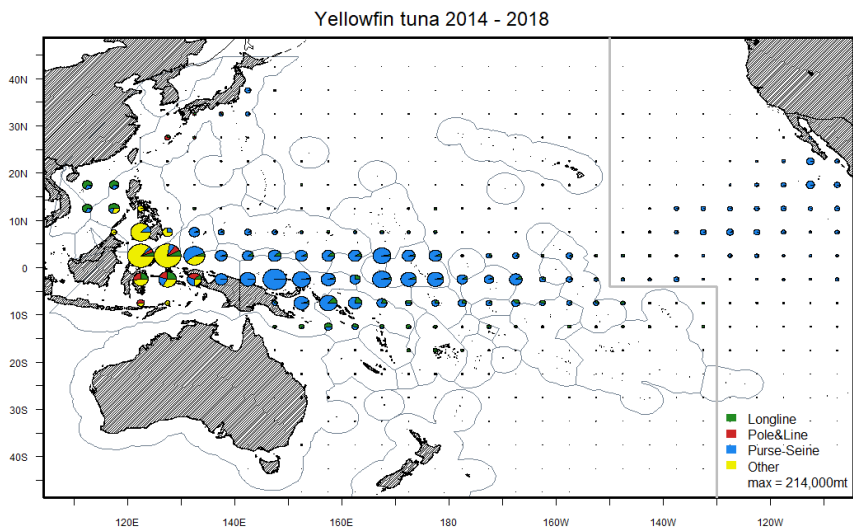 Yellowfin tuna 2014 - 2018
40N
30N
20N
10N
0
10S
20S
30S
40S
Longline
Pole&Line
Purse-Seine
Other
max = 214,000mt
120E 140E 160E 180 160W 140W 120W